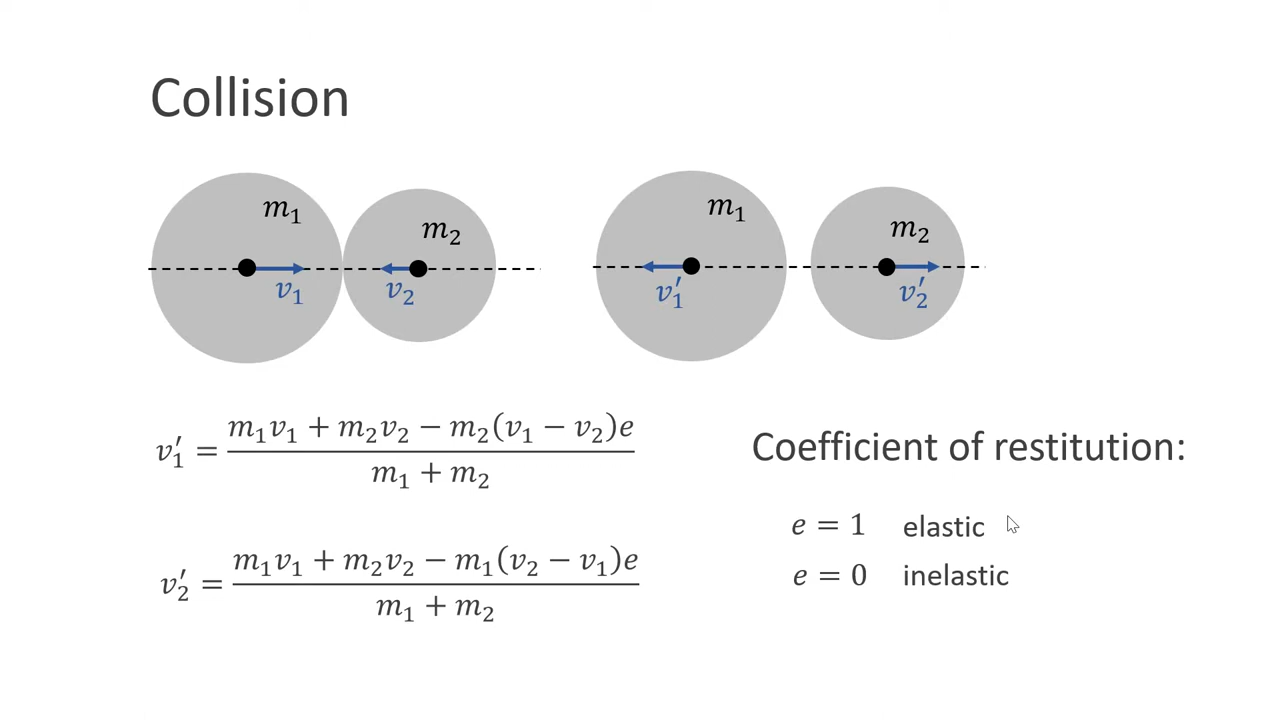 Collision
m₁
m₂
v₁
v₂
m₁
m₂
v₁′
v₂′
v₁′ = (m₁v₁ + m₂v₂ − m₂(v₁ − v₂)e) / (m₁ + m₂)
v₂′ = (m₁v₁ + m₂v₂ − m₁(v₂ − v₁)e) / (m₁ + m₂)
Coefficient of restitution:
e = 1 elastic
e = 0 inelastic